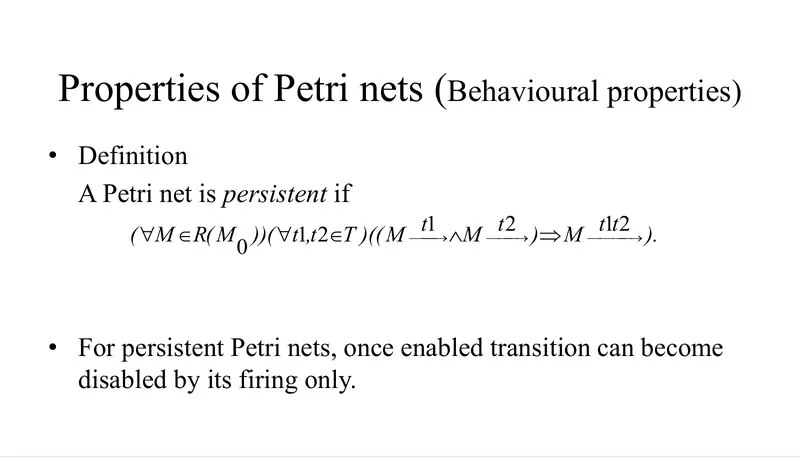 Properties of Petri nets (Behavioural properties)
• Definition
A Petri net is persistent if
(∀M∈R(M₀))(∀t1,t2∈T)((M —t1→∧M —t2→)⇒M —t1t2→).
• For persistent Petri nets, once enabled transition can become
disabled by its firing only.